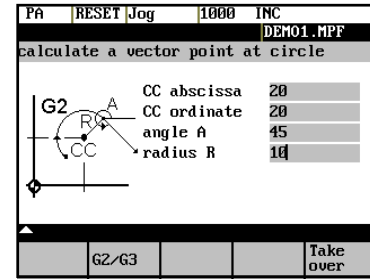 PA RESET Jog 1000 INC
DEMO1.MPF
calculate a vector point at circle
CC abscissa 20
CC ordinate 20
angle A 45
radius R 10
G2
A
R
CC
G2/G3
Take
over